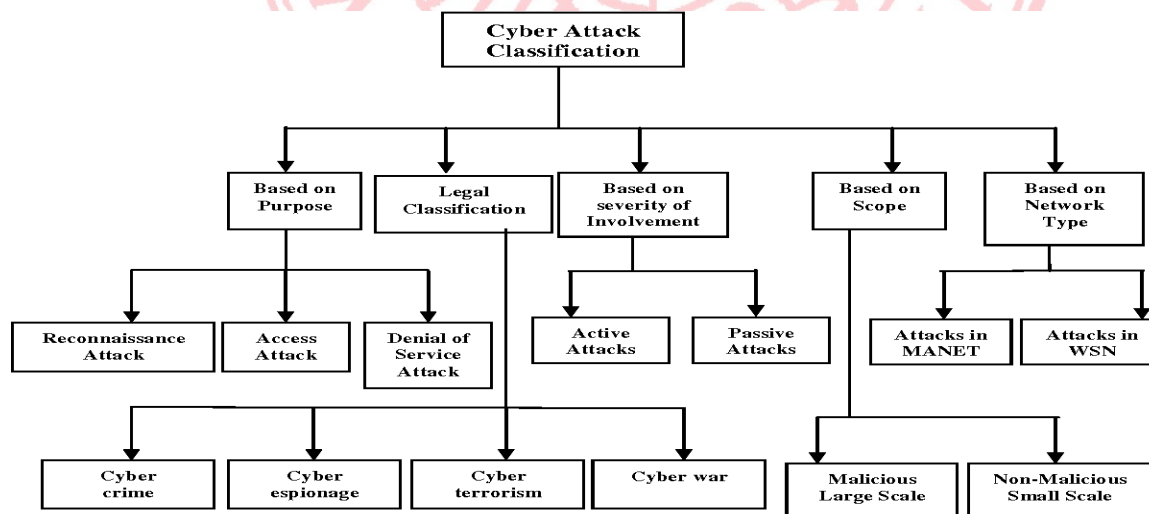 Cyber Attack
Classification
Based on
Purpose
Legal
Classification
Based on
severity of
Involvement
Based on
Scope
Based on
Network
Type
Reconnaissance
Attack
Access
Attack
Denial of
Service
Attack
Active
Attacks
Passive
Attacks
Attacks in
MANET
Attacks in
WSN
Cyber
crime
Cyber
espionage
Cyber
terrorism
Cyber war
Malicious
Large Scale
Non-Malicious
Small Scale